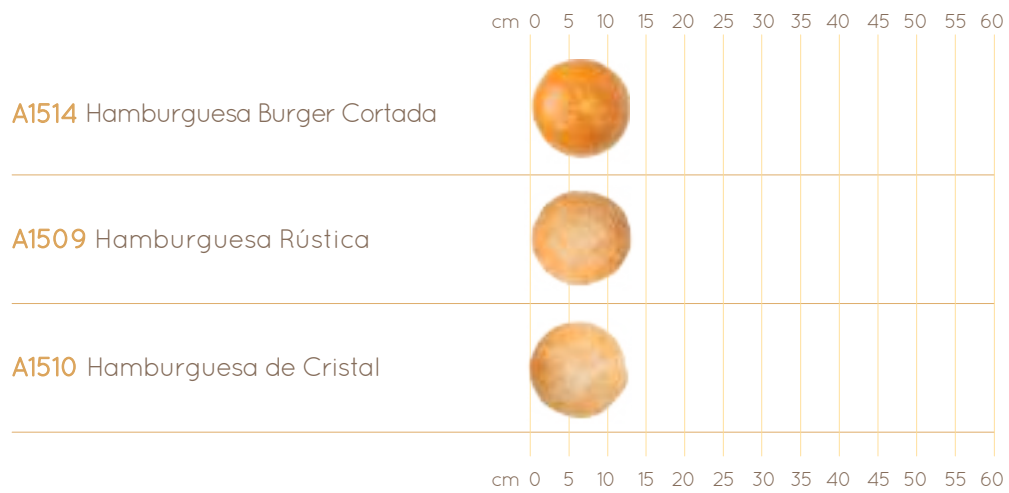 cm 0 5 10 15 20 25 30 35 40 45 50 55 60
A1514 Hamburguesa Burger Cortada
A1509 Hamburguesa Rústica
A1510 Hamburguesa de Cristal
cm 0 5 10 15 20 25 30 35 40 45 50 55 60